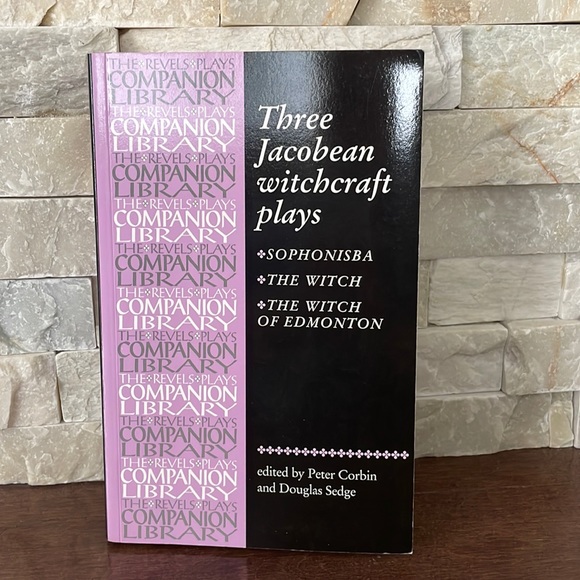 THE❖REVELS❖PLAYS
COMPANION
LIBRARY
THE❖REVELS❖PLAYS
COMPANION
LIBRARY
THE❖REVELS❖PLAYS
COMPANION
LIBRARY
THE❖REVELS❖PLAYS
COMPANION
LIBRARY
THE❖REVELS❖PLAYS
COMPANION
LIBRARY
THE❖REVELS❖PLAYS
COMPANION
LIBRARY
THE❖REVELS❖PLAYS
COMPANION
LIBRARY
THE❖REVELS❖PLAYS
COMPANION
LIBRARY
THE❖REVELS❖PLAYS
COMPANION
LIBRARY
THE❖REVELS❖PLAYS
COMPANION
LIBRARY
THE❖REVELS❖PLAYS
COMPANION
LIBRARY
Three
Jacobean
witchcraft
plays
❖SOPHONISBA
❖THE WITCH
❖THE WITCH
OF EDMONTON
edited by Peter Corbin
and Douglas Sedge